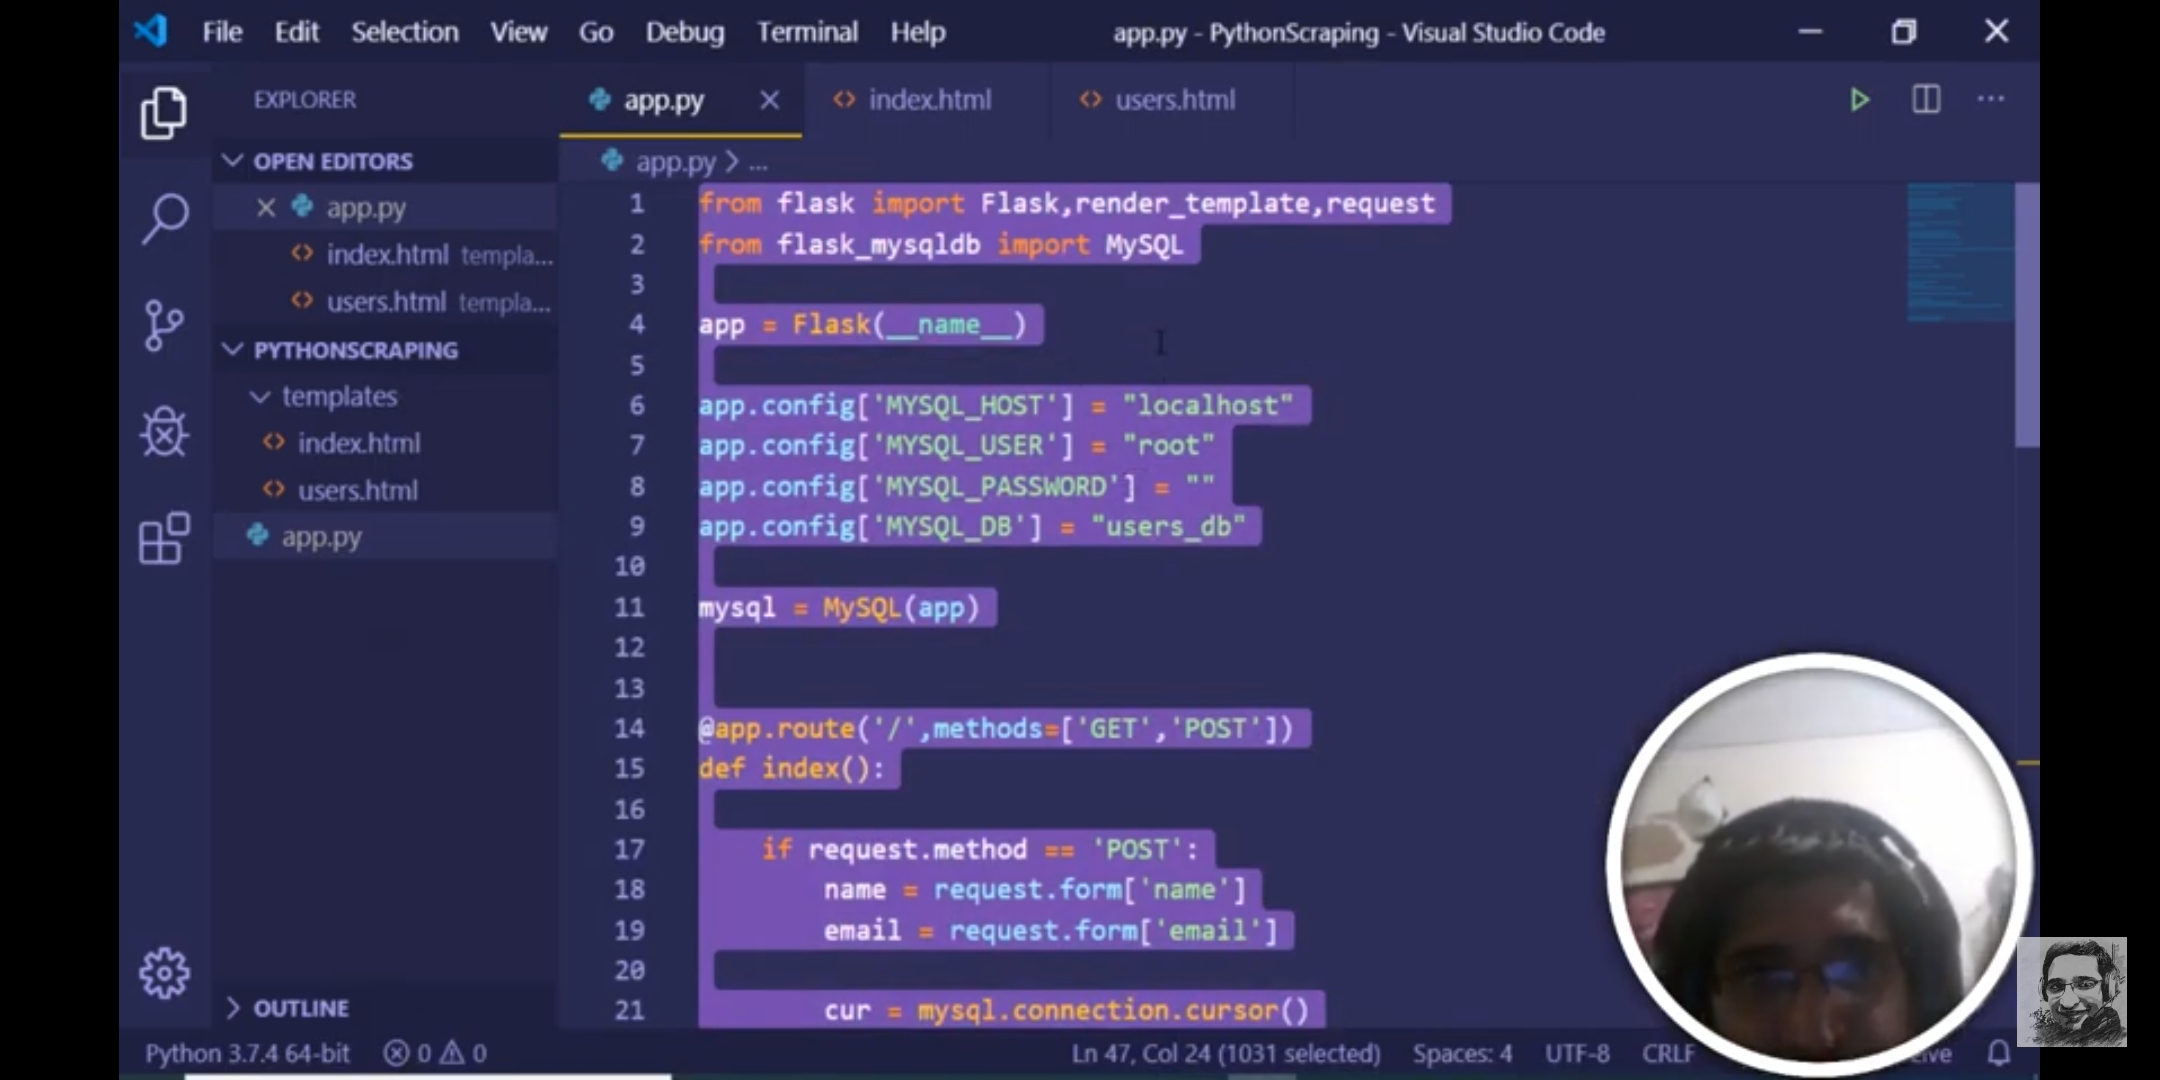 File Edit Selection View Go Debug Terminal Help app.py - PythonScraping - Visual Studio Code
EXPLORER
OPEN EDITORS
app.py
index.html templa...
users.html templa...
PYTHONSCRAPING
templates
index.html
users.html
app.py
OUTLINE
app.py index.html users.html
app.py > ...
1 from flask import Flask,render_template,request
2 from flask_mysqldb import MySQL
3
4 app = Flask(__name__)
5
6 app.config['MYSQL_HOST'] = "localhost"
7 app.config['MYSQL_USER'] = "root"
8 app.config['MYSQL_PASSWORD'] = ""
9 app.config['MYSQL_DB'] = "users_db"
10
11 mysql = MySQL(app)
12
13
14 @app.route('/',methods=['GET','POST'])
15 def index():
16
17 if request.method == 'POST':
18 name = request.form['name']
19 email = request.form['email']
20
21 cur = mysql.connection.cursor()
Python 3.7.4 64-bit 0 0 Ln 47, Col 24 (1031 selected) Spaces: 4 UTF-8 CRLF